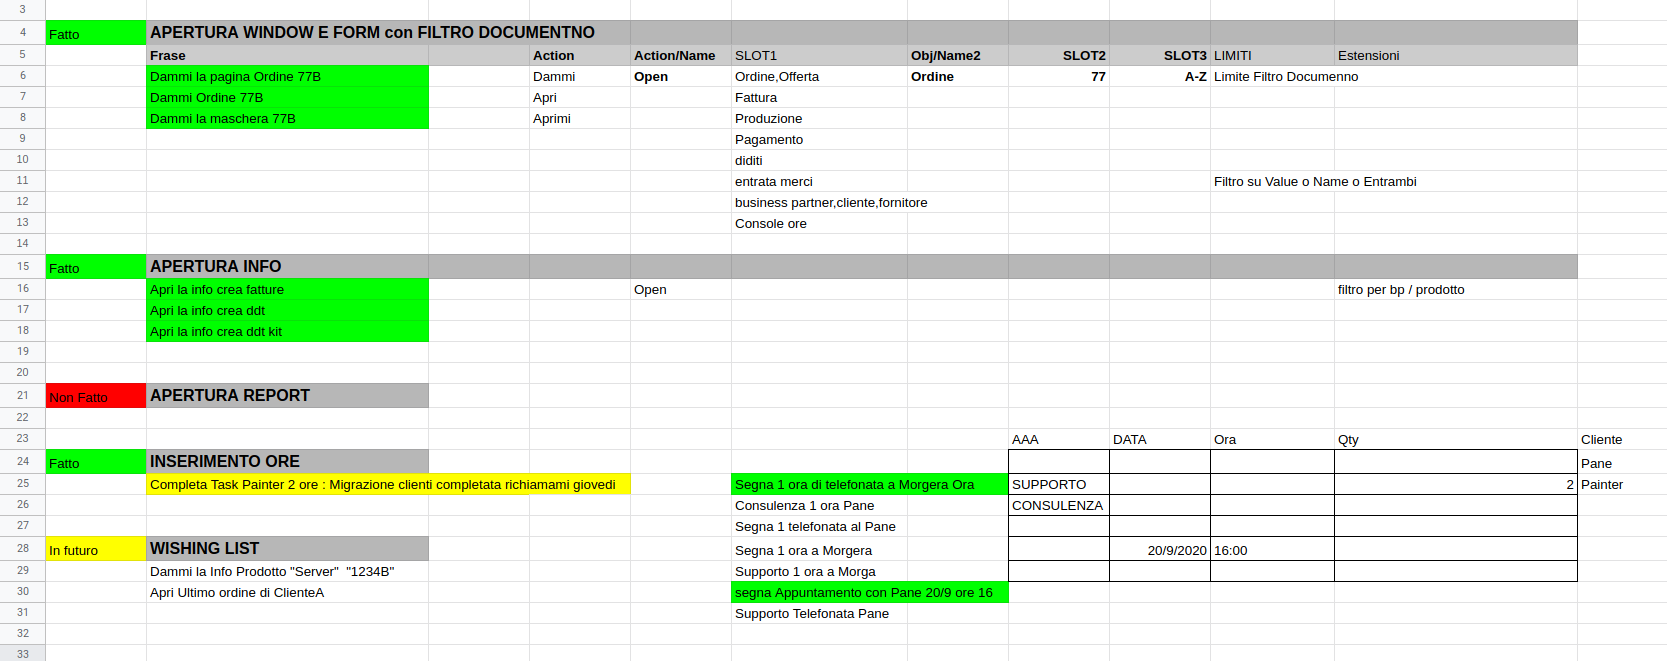 3
4 Fatto APERTURA WINDOW E FORM con FILTRO DOCUMENTNO
5 Frase Action Action/Name SLOT1 Obj/Name2 SLOT2 SLOT3 LIMITI Estensioni
6 Dammi la pagina Ordine 77B Dammi Open Ordine,Offerta Ordine 77 A-Z Limite Filtro Documenno
7 Dammi Ordine 77B Apri Fattura
8 Dammi la maschera 77B Aprimi Produzione
9 Pagamento
10 diditi
11 entrata merci Filtro su Value o Name o Entrambi
12 business partner,cliente,fornitore
13 Console ore
14
15 Fatto APERTURA INFO
16 Apri la info crea fatture Open filtro per bp / prodotto
17 Apri la info crea ddt
18 Apri la info crea ddt kit
19
20
21 Non Fatto APERTURA REPORT
22
23 AAA DATA Ora Qty Cliente
24 Fatto INSERIMENTO ORE Pane
25 Completa Task Painter 2 ore : Migrazione clienti completata richiamami giovedi Segna 1 ora di telefonata a Morgera Ora SUPPORTO 2 Painter
26 Consulenza 1 ora Pane CONSULENZA
27 Segna 1 telefonata al Pane
28 In futuro WISHING LIST Segna 1 ora a Morgera 20/9/2020 16:00
29 Dammi la Info Prodotto "Server" "1234B" Supporto 1 ora a Morga
30 Apri Ultimo ordine di ClienteA segna Appuntamento con Pane 20/9 ore 16
31 Supporto Telefonata Pane
32
33